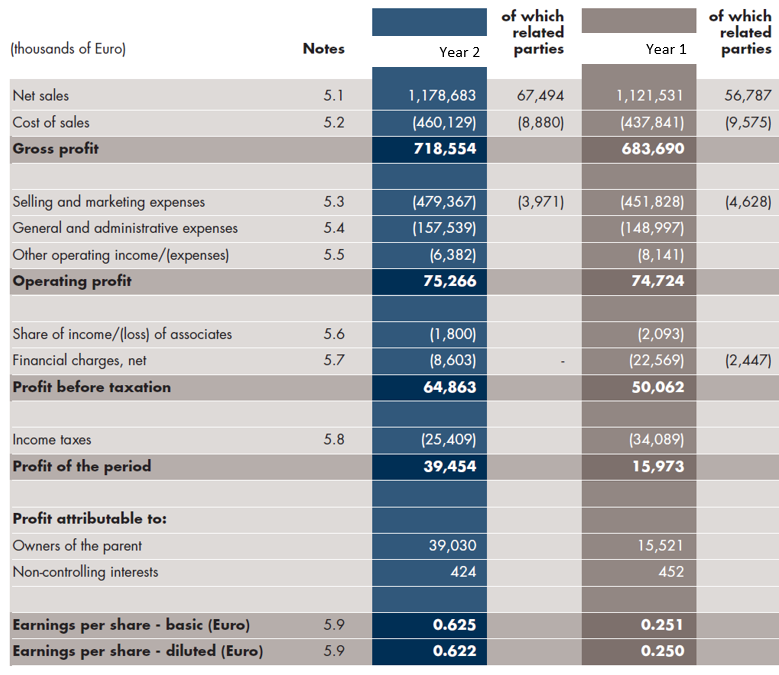 of which related parties of which related parties
(thousands of Euro) Notes Year 2 Year 1
Net sales 5.1 1,178,683 67,494 1,121,531 56,787
Cost of sales 5.2 (460,129) (8,880) (437,841) (9,575)
Gross profit 718,554 683,690
Selling and marketing expenses 5.3 (479,367) (3,971) (451,828) (4,628)
General and administrative expenses 5.4 (157,539) (148,997)
Other operating income/(expenses) 5.5 (6,382) (8,141)
Operating profit 75,266 74,724
Share of income/(loss) of associates 5.6 (1,800) (2,093)
Financial charges, net 5.7 (8,603) - (22,569) (2,447)
Profit before taxation 64,863 50,062
Income taxes 5.8 (25,409) (34,089)
Profit of the period 39,454 15,973
Profit attributable to:
Owners of the parent 39,030 15,521
Non-controlling interests 424 452
Earnings per share - basic (Euro) 5.9 0.625 0.251
Earnings per share - diluted (Euro) 5.9 0.622 0.250